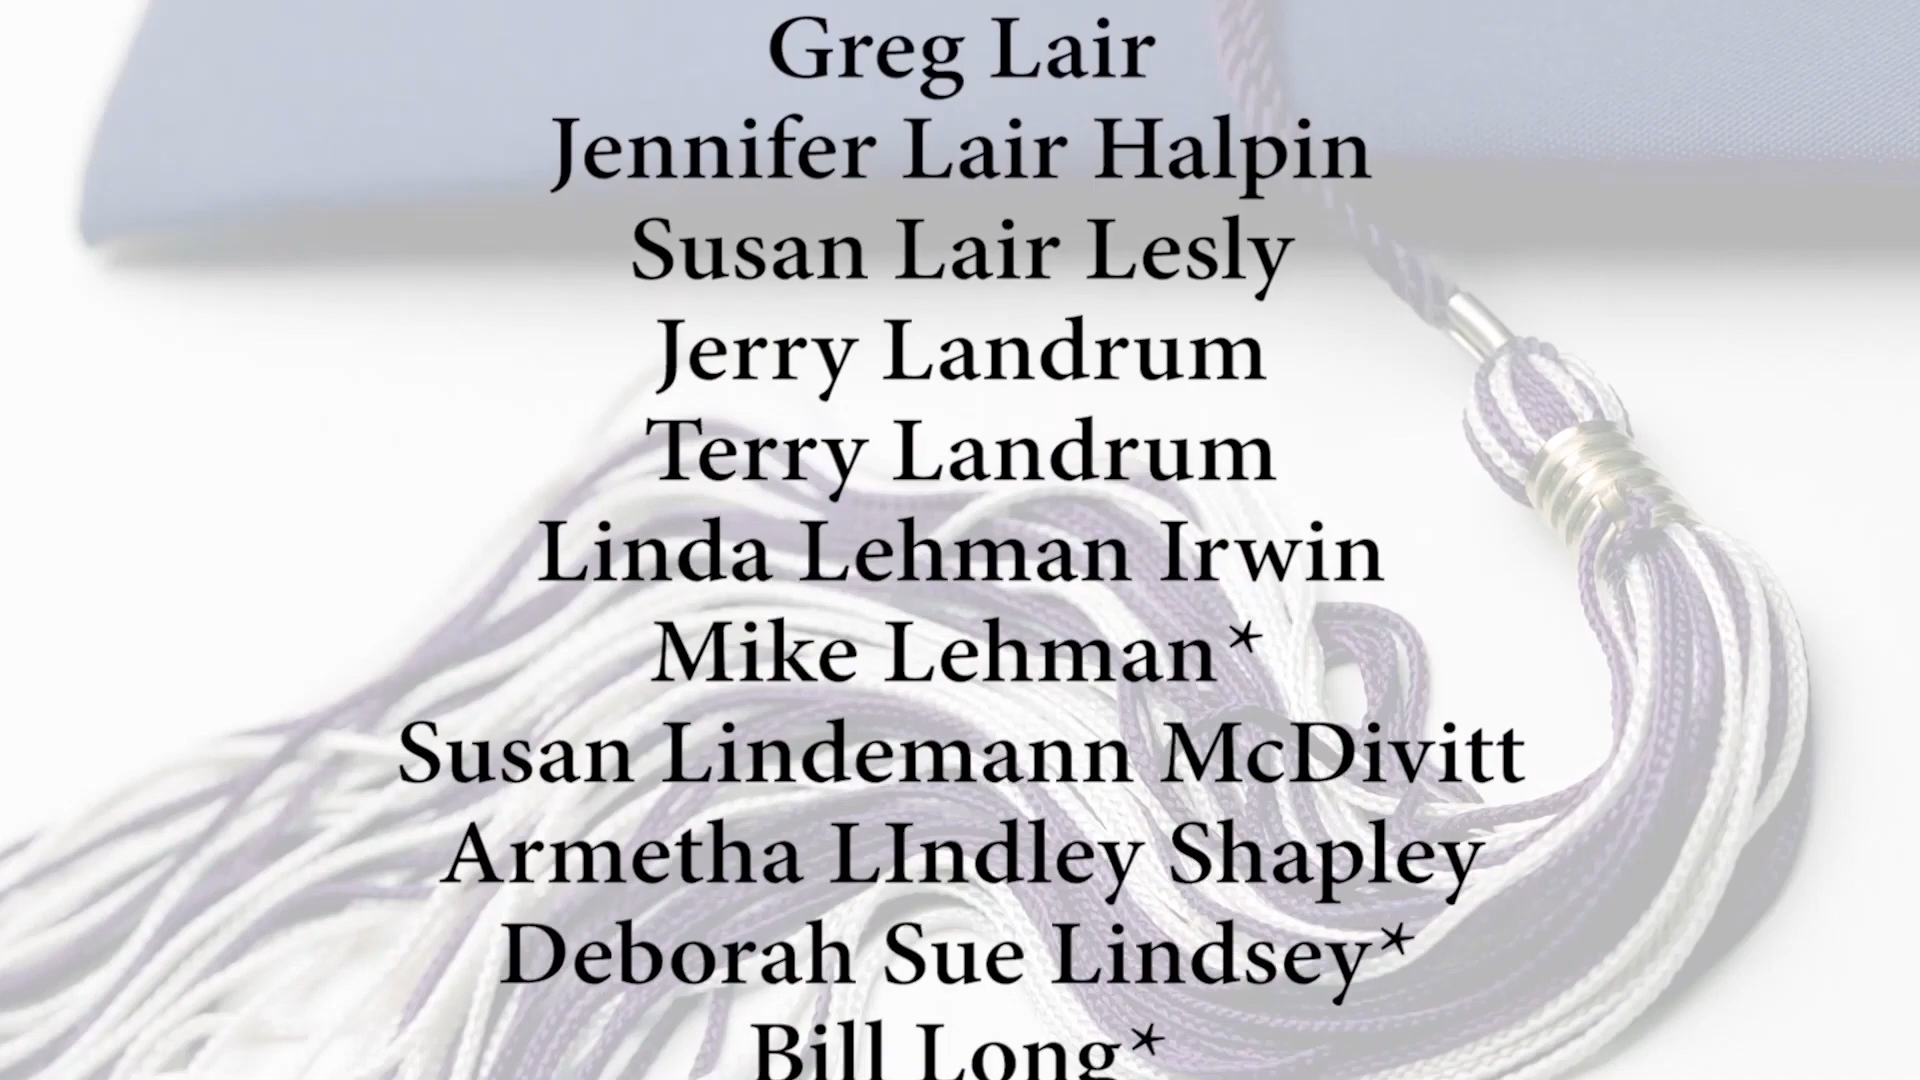 Greg Lair
Jennifer Lair Halpin
Susan Lair Lesly
Jerry Landrum
Terry Landrum
Linda Lehman Irwin
Mike Lehman*
Susan Lindemann McDivitt
Armetha LIndley Shapley
Deborah Sue Lindsey*
Bill Long*